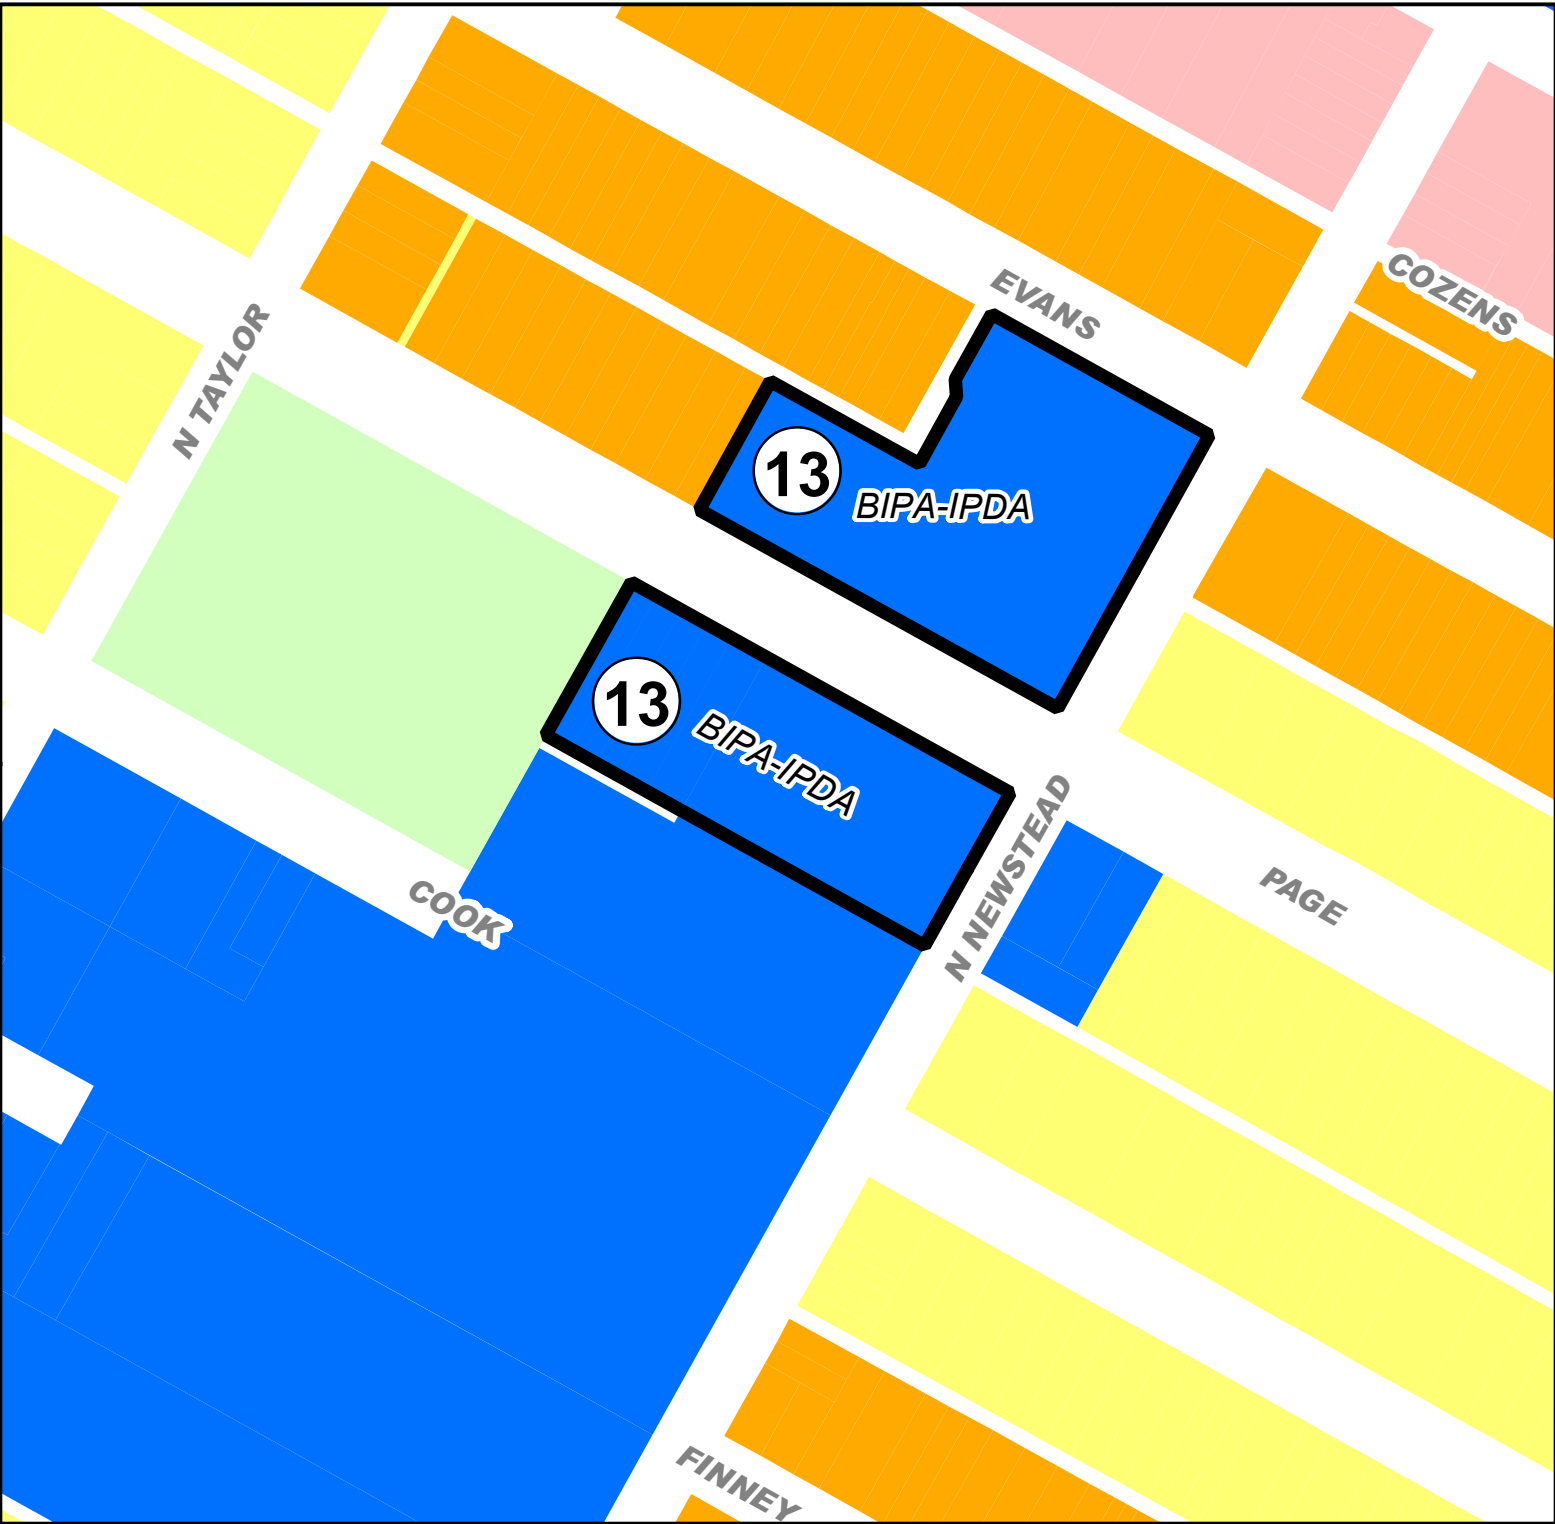 EVANS
COZENS
N TAYLOR
13
BIPA-IPDA
13
BIPA-IPDA
N NEWSTEAD
PAGE
COOK
FINNEY